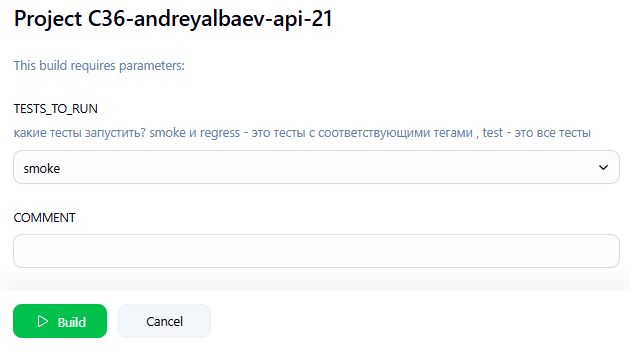 Project C36-andreyalbaev-api-21
This build requires parameters:
TESTS_TO_RUN
какие тесты запустить? smoke и regress - это тесты с соответствующими тегами , test - это все тесты
smoke
COMMENT
Build
Cancel